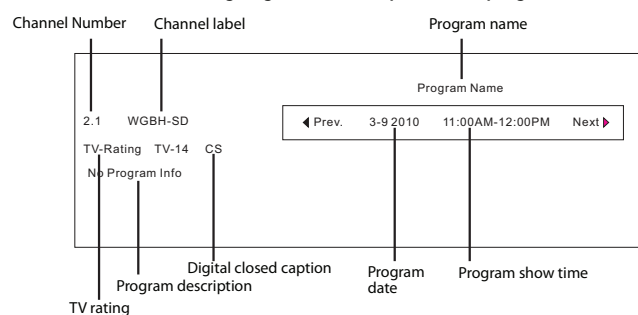 Channel Number Channel label Program name
Program Name
2.1 WGBH-SD
Prev. 3-9 2010 11:00AM-12:00PM Next
TV-Rating TV-14 CS
No Program Info
Digital closed caption
Program date
Program show time
Program description
TV rating